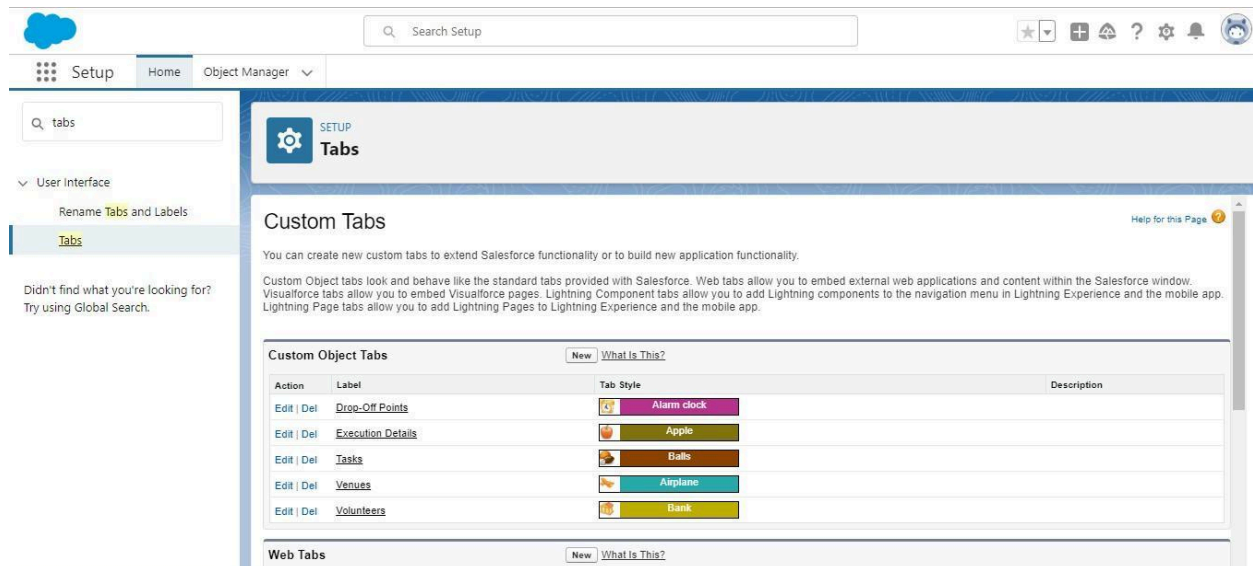 Search Setup
Setup Home Object Manager
tabs
SETUP
Tabs
User Interface
Rename Tabs and Labels
Tabs
Didn't find what you're looking for?
Try using Global Search.
Custom Tabs
Help for this Page
You can create new custom tabs to extend Salesforce functionality or to build new application functionality.
Custom Object tabs look and behave like the standard tabs provided with Salesforce. Web tabs allow you to embed external web applications and content within the Salesforce window.
Visualforce tabs allow you to embed Visualforce pages. Lightning Component tabs allow you to add Lightning components to the navigation menu in Lightning Experience and the mobile app.
Lightning Page tabs allow you to add Lightning Pages to Lightning Experience and the mobile app.
Custom Object Tabs New What Is This?
Action Label Tab Style Description
Edit | Del Drop-Off Points Alarm clock
Edit | Del Execution Details Apple
Edit | Del Tasks Balls
Edit | Del Venues Airplane
Edit | Del Volunteers Bank
Web Tabs New What Is This?